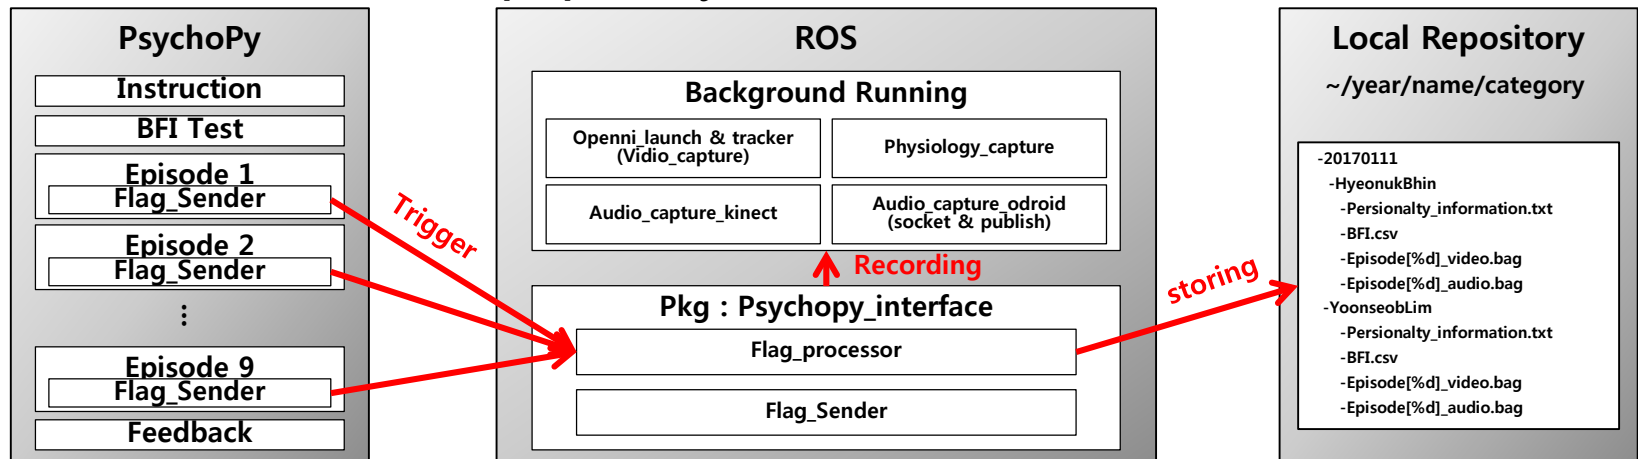 PsychoPy
Instruction
BFI Test
Episode 1
Flag_Sender
Episode 2
Flag_Sender
⋮
Episode 9
Flag_Sender
Feedback
Trigger
ROS
Background Running
Openni_launch & tracker
(Vidio_capture)
Physiology_capture
Audio_capture_kinect
Audio_capture_odroid
(socket & publish)
Recording
Pkg : Psychopy_interface
Flag_processor
Flag_Sender
storing
Local Repository
~/year/name/category
-20170111
-HyeonukBhin
-Persionalty_information.txt
-BFI.csv
-Episode[%d]_video.bag
-Episode[%d]_audio.bag
-YoonseobLim
-Persionalty_information.txt
-BFI.csv
-Episode[%d]_video.bag
-Episode[%d]_audio.bag